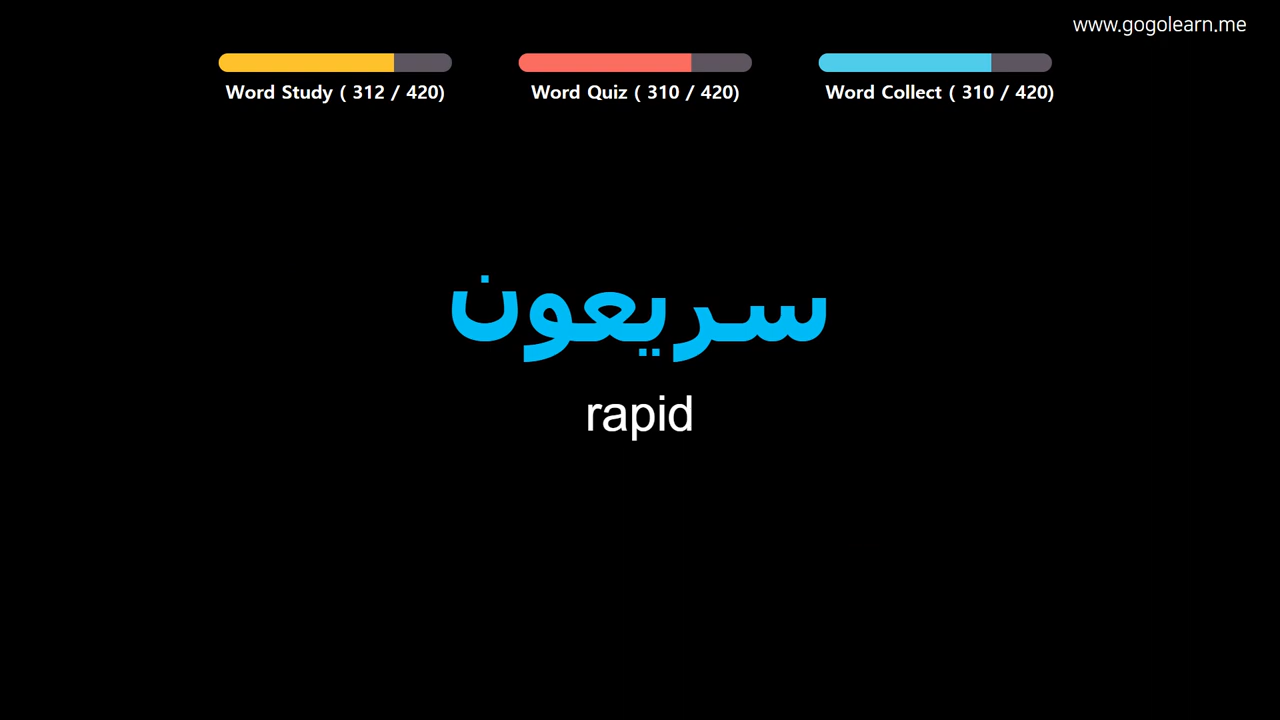 www.gogolearn.me
Word Study ( 312 / 420)
Word Quiz ( 310 / 420)
Word Collect ( 310 / 420)
سريعون
rapid